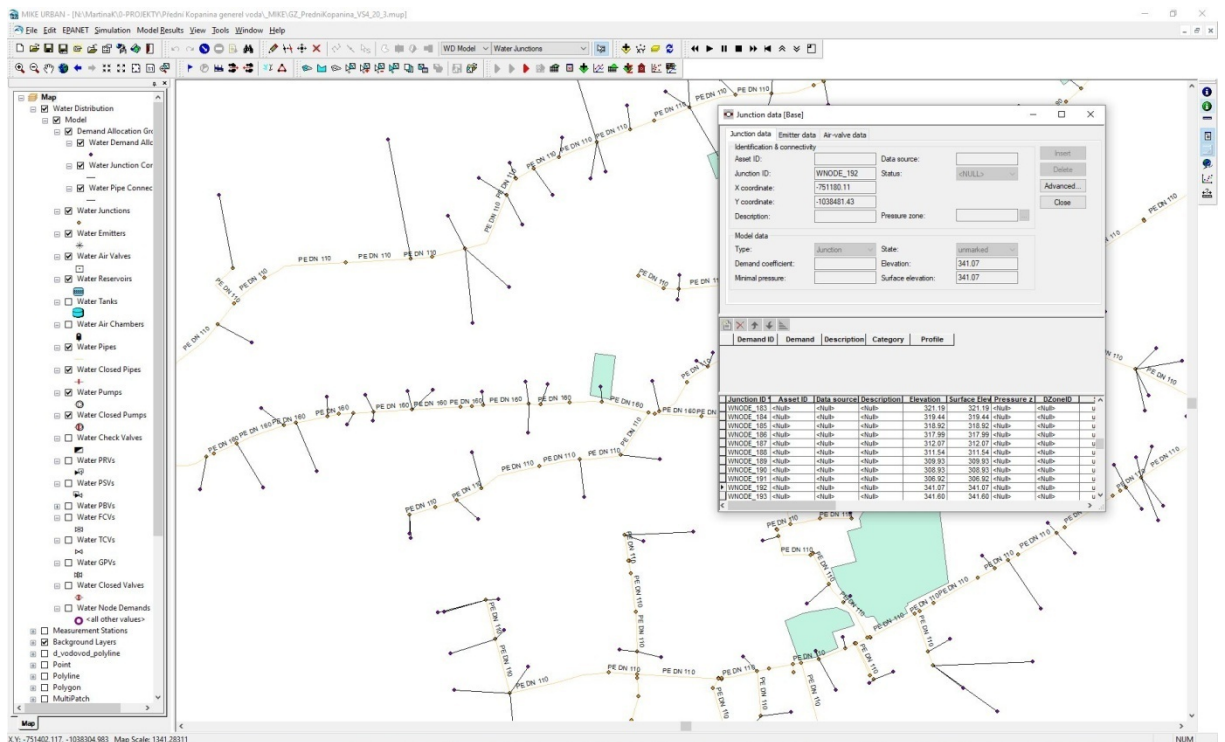 MIKE URBAN - [N:\MartinaK\0-PROJEKTY\Přední Kopanina generel voda\_MIKE\GZ_PredniKopanina_VS4_20_3.mup]
File Edit EPANET Simulation Model Results View Tools Window Help
WD Model Water Junctions
Map
Water Distribution
Model
Demand Allocation Gro
Water Demand Allc
Water Junction Cor
Water Pipe Connec
Water Junctions
Water Emitters
Water Air Valves
Water Reservoirs
Water Tanks
Water Air Chambers
Water Pipes
Water Closed Pipes
Water Pumps
Water Closed Pumps
Water Check Valves
Water PRVs
Water PSVs
Water PBVs
Water FCVs
Water TCVs
Water GPVs
Water Closed Valves
Water Node Demands
<all other values>
Measurement Stations
Background Layers
d_vodovod_polyline
Point
Polyline
Polygon
MultiPatch
Map
PE DN 110
PE DN 160
Junction data [Base]
Junction data Emitter data Air-valve data
Identification & connectivity
Asset ID: Data source: Insert
Junction ID: WNODE_192 Status: <NULL> Delete
X coordinate: -751180.11 Advanced...
Y coordinate: -1038481.43 Close
Description: Pressure zone: ...
Model data
Type: Junction State: unmarked
Demand coefficient: Elevation: 341.07
Minimal pressure: Surface elevation: 341.07
Demand ID Demand Description Category Profile
Junction ID Asset ID Data source Description Elevation Surface Elev Pressure z DZoneID
WNODE_183 <Null> <Null> <Null> 321.19 321.19 <Null> <Null> u
WNODE_184 <Null> <Null> <Null> 319.44 319.44 <Null> <Null> u
WNODE_185 <Null> <Null> <Null> 318.92 318.92 <Null> <Null> u
WNODE_186 <Null> <Null> <Null> 317.99 317.99 <Null> <Null> u
WNODE_187 <Null> <Null> <Null> 312.07 312.07 <Null> <Null> u
WNODE_188 <Null> <Null> <Null> 311.54 311.54 <Null> <Null> u
WNODE_189 <Null> <Null> <Null> 309.93 309.93 <Null> <Null> u
WNODE_190 <Null> <Null> <Null> 308.93 308.93 <Null> <Null> u
WNODE_191 <Null> <Null> <Null> 306.92 306.92 <Null> <Null> u
WNODE_192 <Null> <Null> <Null> 341.07 341.07 <Null> <Null> u
WNODE_193 <Null> <Null> <Null> 341.60 341.60 <Null> <Null> u
X,Y: -751402.117, -1038304.983 Map Scale: 1341.28311 NUM